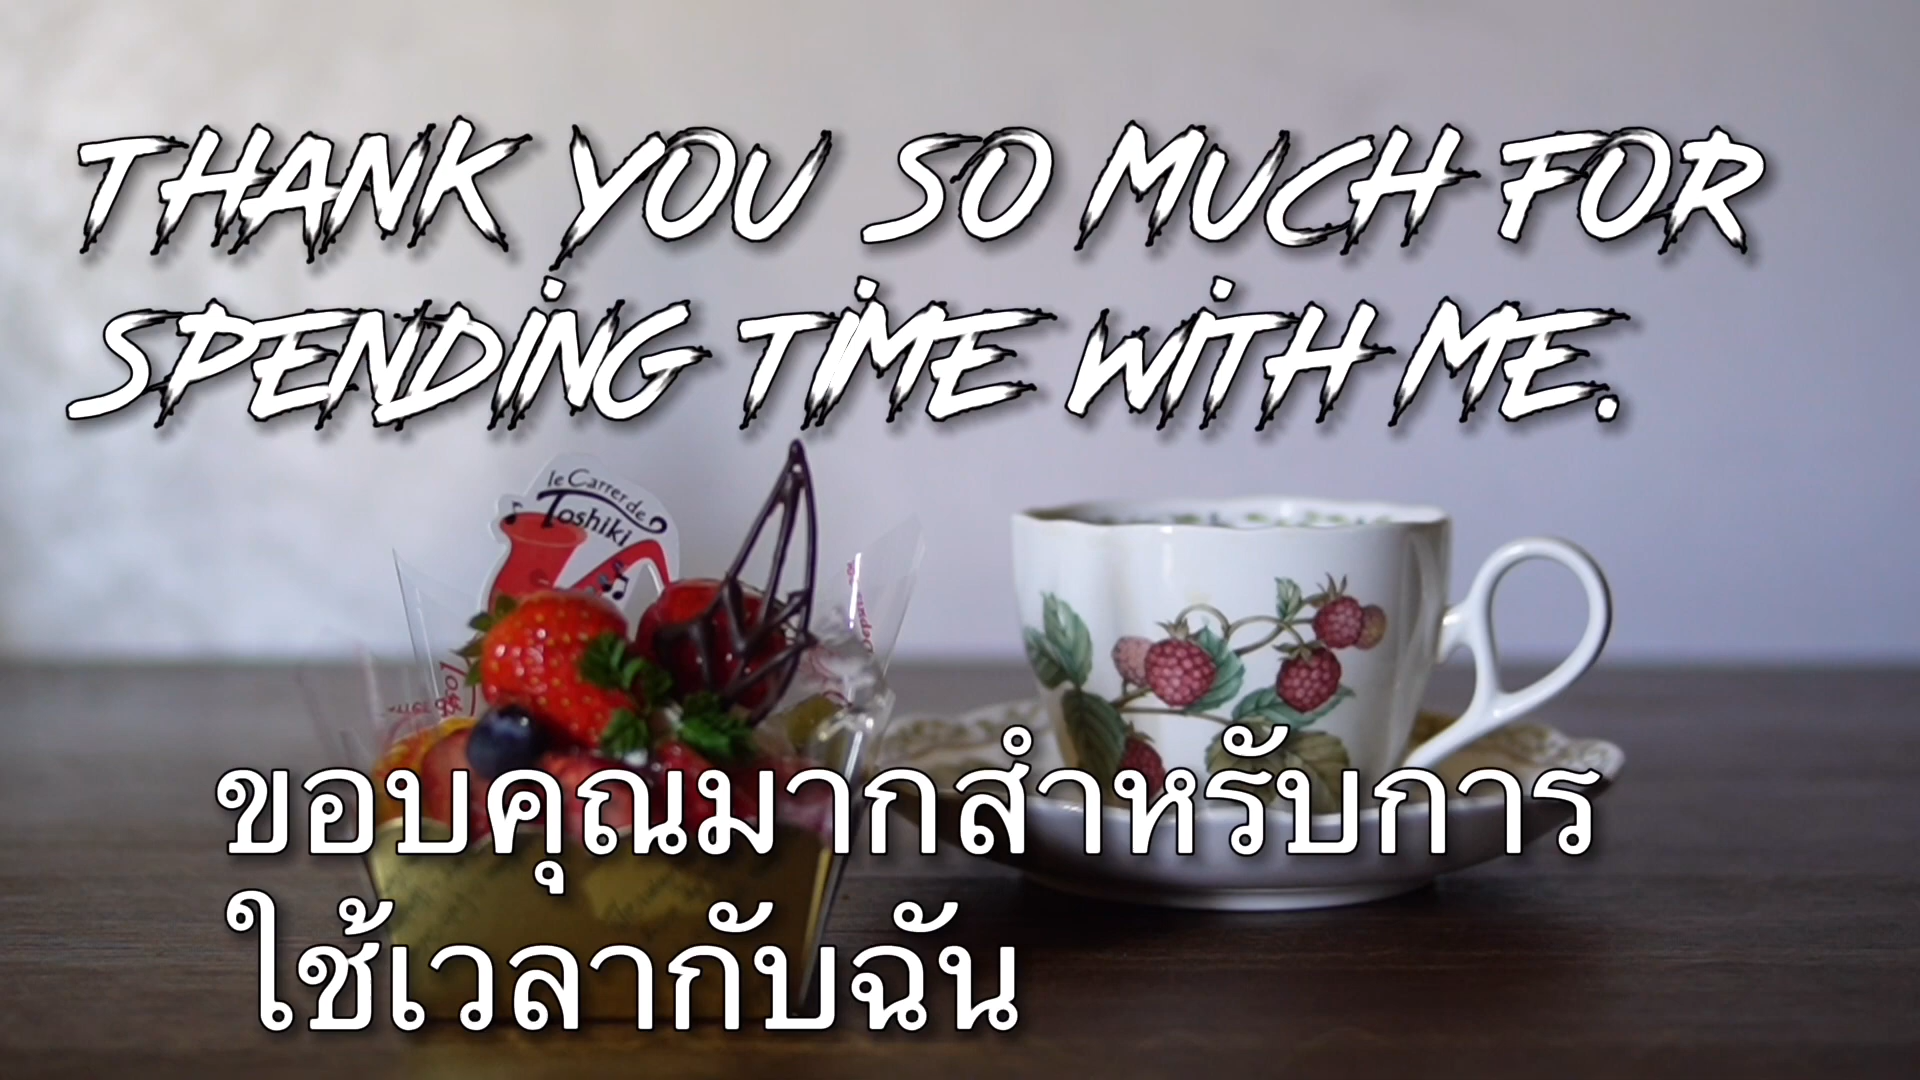 THANK YOU SO MUCH FOR
SPENDING TIME WITH ME.
le Carrer de
Toshiki
ขอบคุณมากสำหรับการ
ใช้เวลากับฉัน